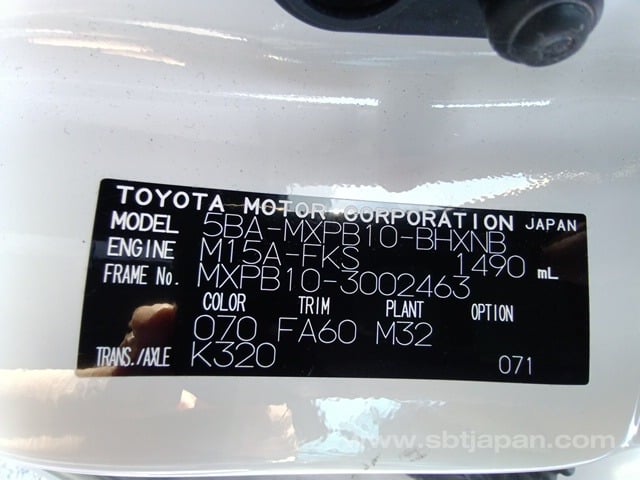 TOYOTA MOTOR CORPORATION JAPAN
MODEL 5BA-MXPB10-BHXNB
ENGINE M15A-FKS 1490 mL
FRAME No. MXPB10-3002463
COLOR TRIM PLANT OPTION
070 FA60 M32
TRANS./AXLE K320 071
www.sbtjapan.com